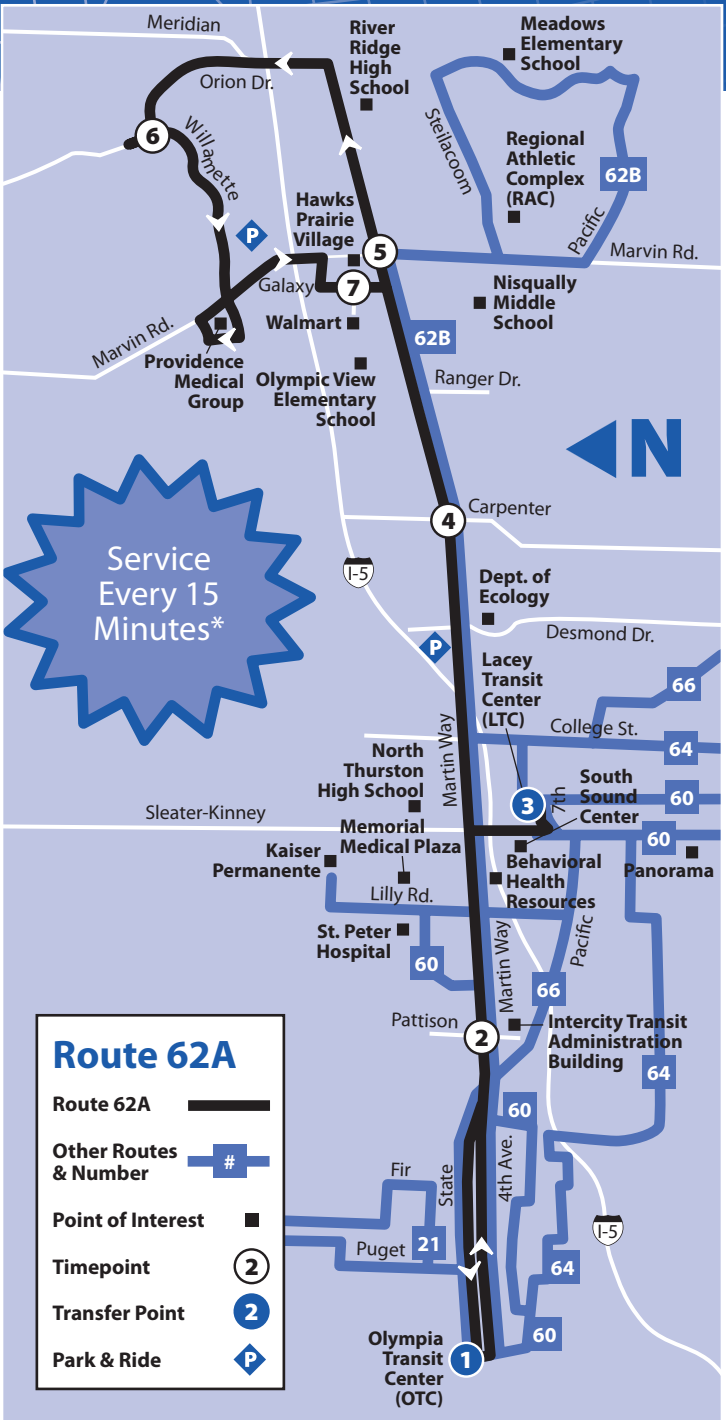 Meridian
River
Ridge
High
School
Meadows
Elementary
School
Orion Dr.
6
Willamette
Steilacoom
Regional
Athletic
Complex
(RAC)
62B
Pacific
P
Hawks
Prairie
Village
5
Marvin Rd.
Galaxy
7
Nisqually
Middle
School
Walmart
62B
Marvin Rd.
Providence
Medical
Group
Olympic View
Elementary
School
Ranger Dr.
N
4
Carpenter
Service
Every 15
Minutes*
I-5
Dept. of
Ecology
Desmond Dr.
P
Lacey
Transit
Center
(LTC)
66
Martin Way
College St.
64
North
Thurston
High School
3
7th
South
Sound
Center
60
Sleater-Kinney
60
Memorial
Medical Plaza
Kaiser
Permanente
Behavioral
Health
Resources
Panorama
Lilly Rd.
St. Peter
Hospital
60
Martin Way
Pacific
66
Pattison
2
Intercity Transit
Administration
Building
64
60
Fir
State
4th Ave.
21
Puget
I-5
64
60
Olympia
Transit
Center
(OTC)
1
Route 62A
Route 62A
Other Routes
& Number
#
Point of Interest
Timepoint
2
Transfer Point
2
Park & Ride
P